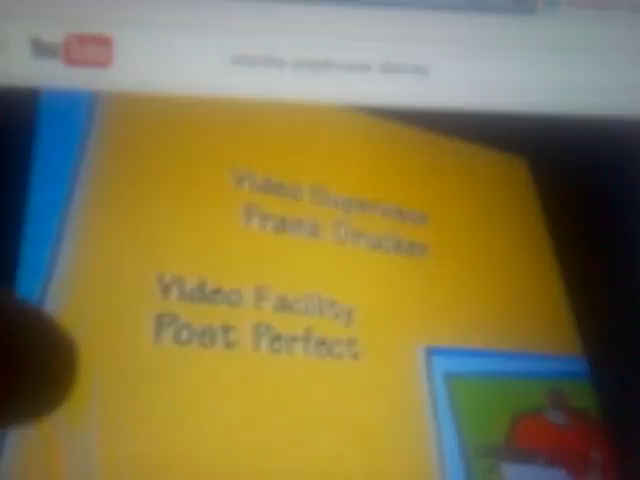 YouTube
Video Supervisor
Frank Drucker
Video Facility
Post Perfect